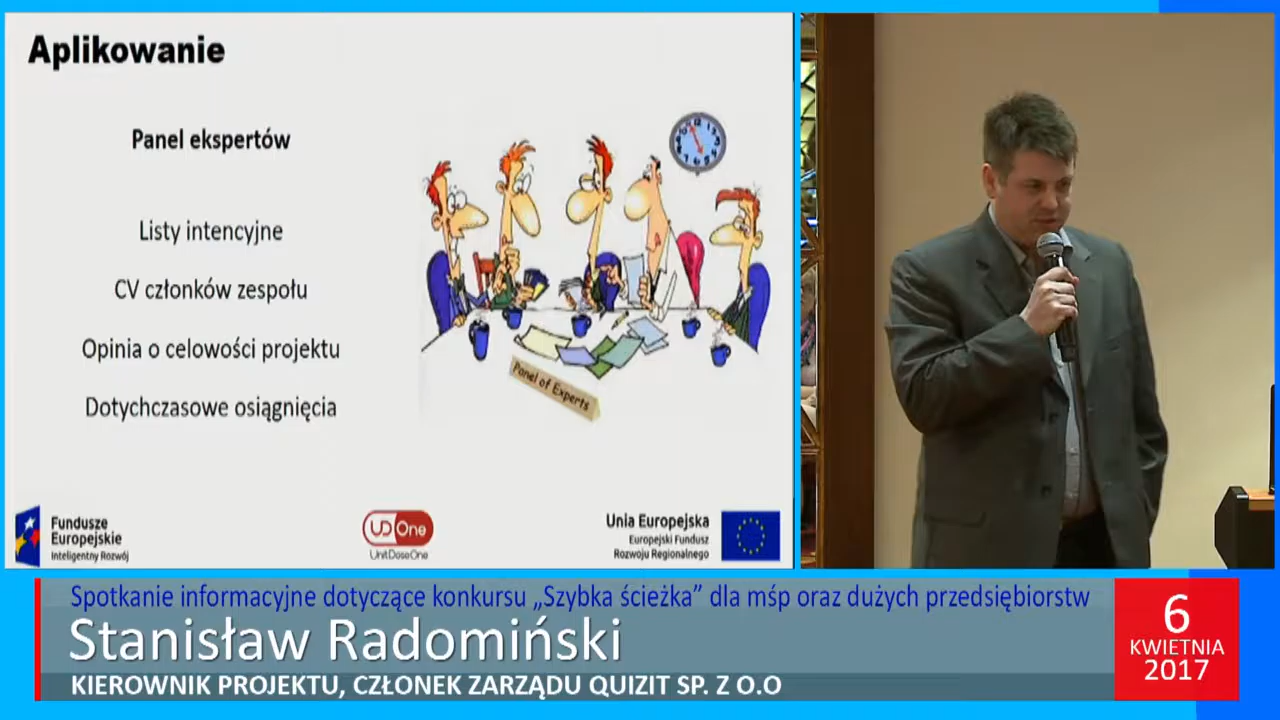 Aplikowanie
Panel ekspertów
Listy intencyjne
CV członków zespołu
Opinia o celowości projektu
Dotychczasowe osiągnięcia
Panel of Experts
Fundusze
Europejskie
Inteligentny Rozwój
UD One
UnitDoseOne
Unia Europejska
Europejski Fundusz
Rozwoju Regionalnego
Spotkanie informacyjne dotyczące konkursu „Szybka ścieżka” dla mśp oraz dużych przedsiębiorstw
Stanisław Radomiński
KIEROWNIK PROJEKTU, CZŁONEK ZARZĄDU QUIZIT SP. Z O.O
6
KWIETNIA
2017